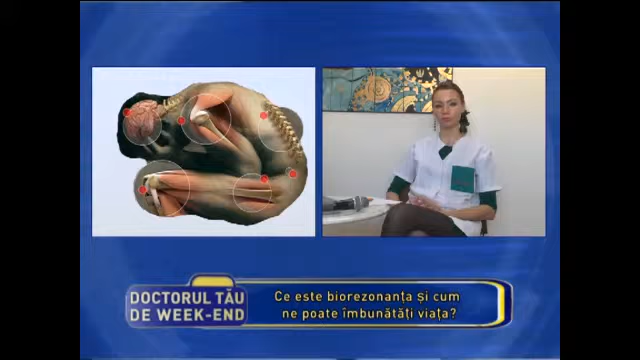 DOCTORUL TĂU
DE WEEK-END
Ce este biorezonanța și cum
ne poate îmbunătăți viața?